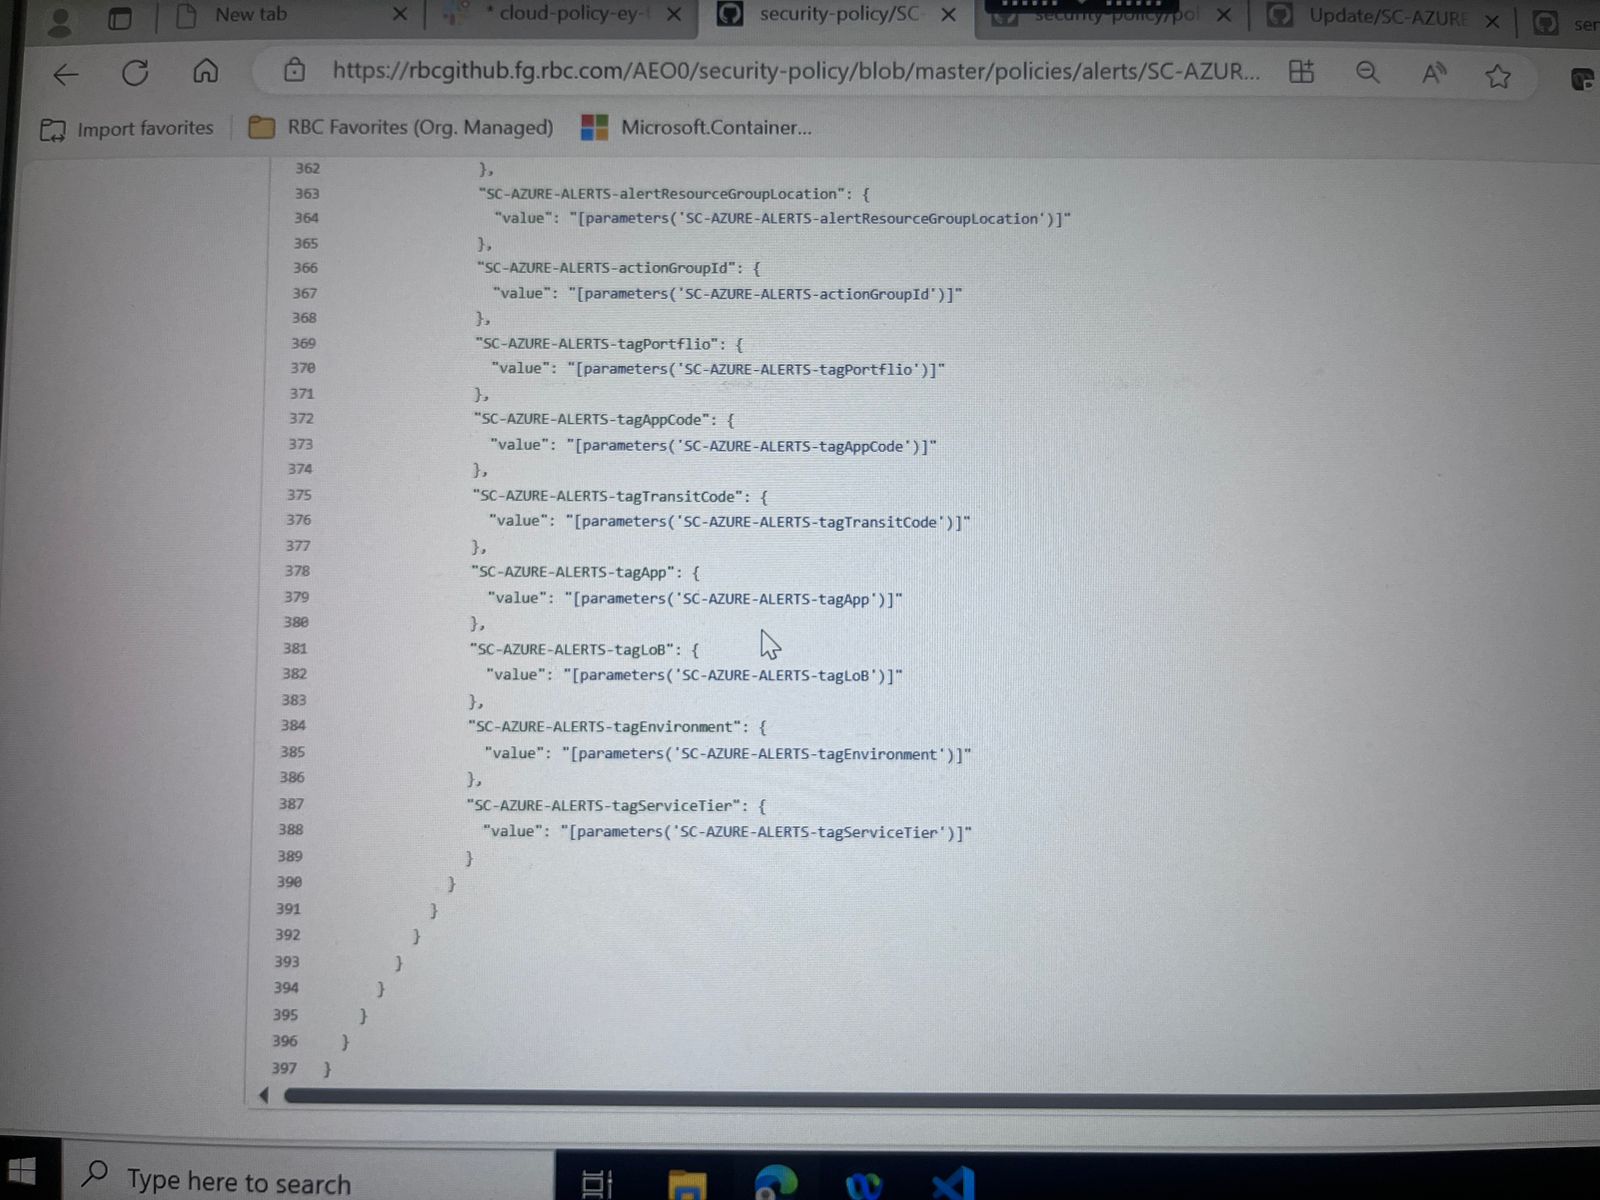 New tab
* cloud-policy-ey-
security-policy/SC-
security-policy/pol
Update/SC-AZURE
ser
https://rbcgithub.fg.rbc.com/AEO0/security-policy/blob/master/policies/alerts/SC-AZUR...
Import favorites
RBC Favorites (Org. Managed)
Microsoft.Container...
362 },
363 "SC-AZURE-ALERTS-alertResourceGroupLocation": {
364 "value": "[parameters('SC-AZURE-ALERTS-alertResourceGroupLocation')]"
365 },
366 "SC-AZURE-ALERTS-actionGroupId": {
367 "value": "[parameters('SC-AZURE-ALERTS-actionGroupId')]"
368 },
369 "SC-AZURE-ALERTS-tagPortflio": {
370 "value": "[parameters('SC-AZURE-ALERTS-tagPortflio')]"
371 },
372 "SC-AZURE-ALERTS-tagAppCode": {
373 "value": "[parameters('SC-AZURE-ALERTS-tagAppCode')]"
374 },
375 "SC-AZURE-ALERTS-tagTransitCode": {
376 "value": "[parameters('SC-AZURE-ALERTS-tagTransitCode')]"
377 },
378 "SC-AZURE-ALERTS-tagApp": {
379 "value": "[parameters('SC-AZURE-ALERTS-tagApp')]"
380 },
381 "SC-AZURE-ALERTS-tagLoB": {
382 "value": "[parameters('SC-AZURE-ALERTS-tagLoB')]"
383 },
384 "SC-AZURE-ALERTS-tagEnvironment": {
385 "value": "[parameters('SC-AZURE-ALERTS-tagEnvironment')]"
386 },
387 "SC-AZURE-ALERTS-tagServiceTier": {
388 "value": "[parameters('SC-AZURE-ALERTS-tagServiceTier')]"
389 }
390 }
391 }
392 }
393 }
394 }
395 }
396 }
397 }
Type here to search